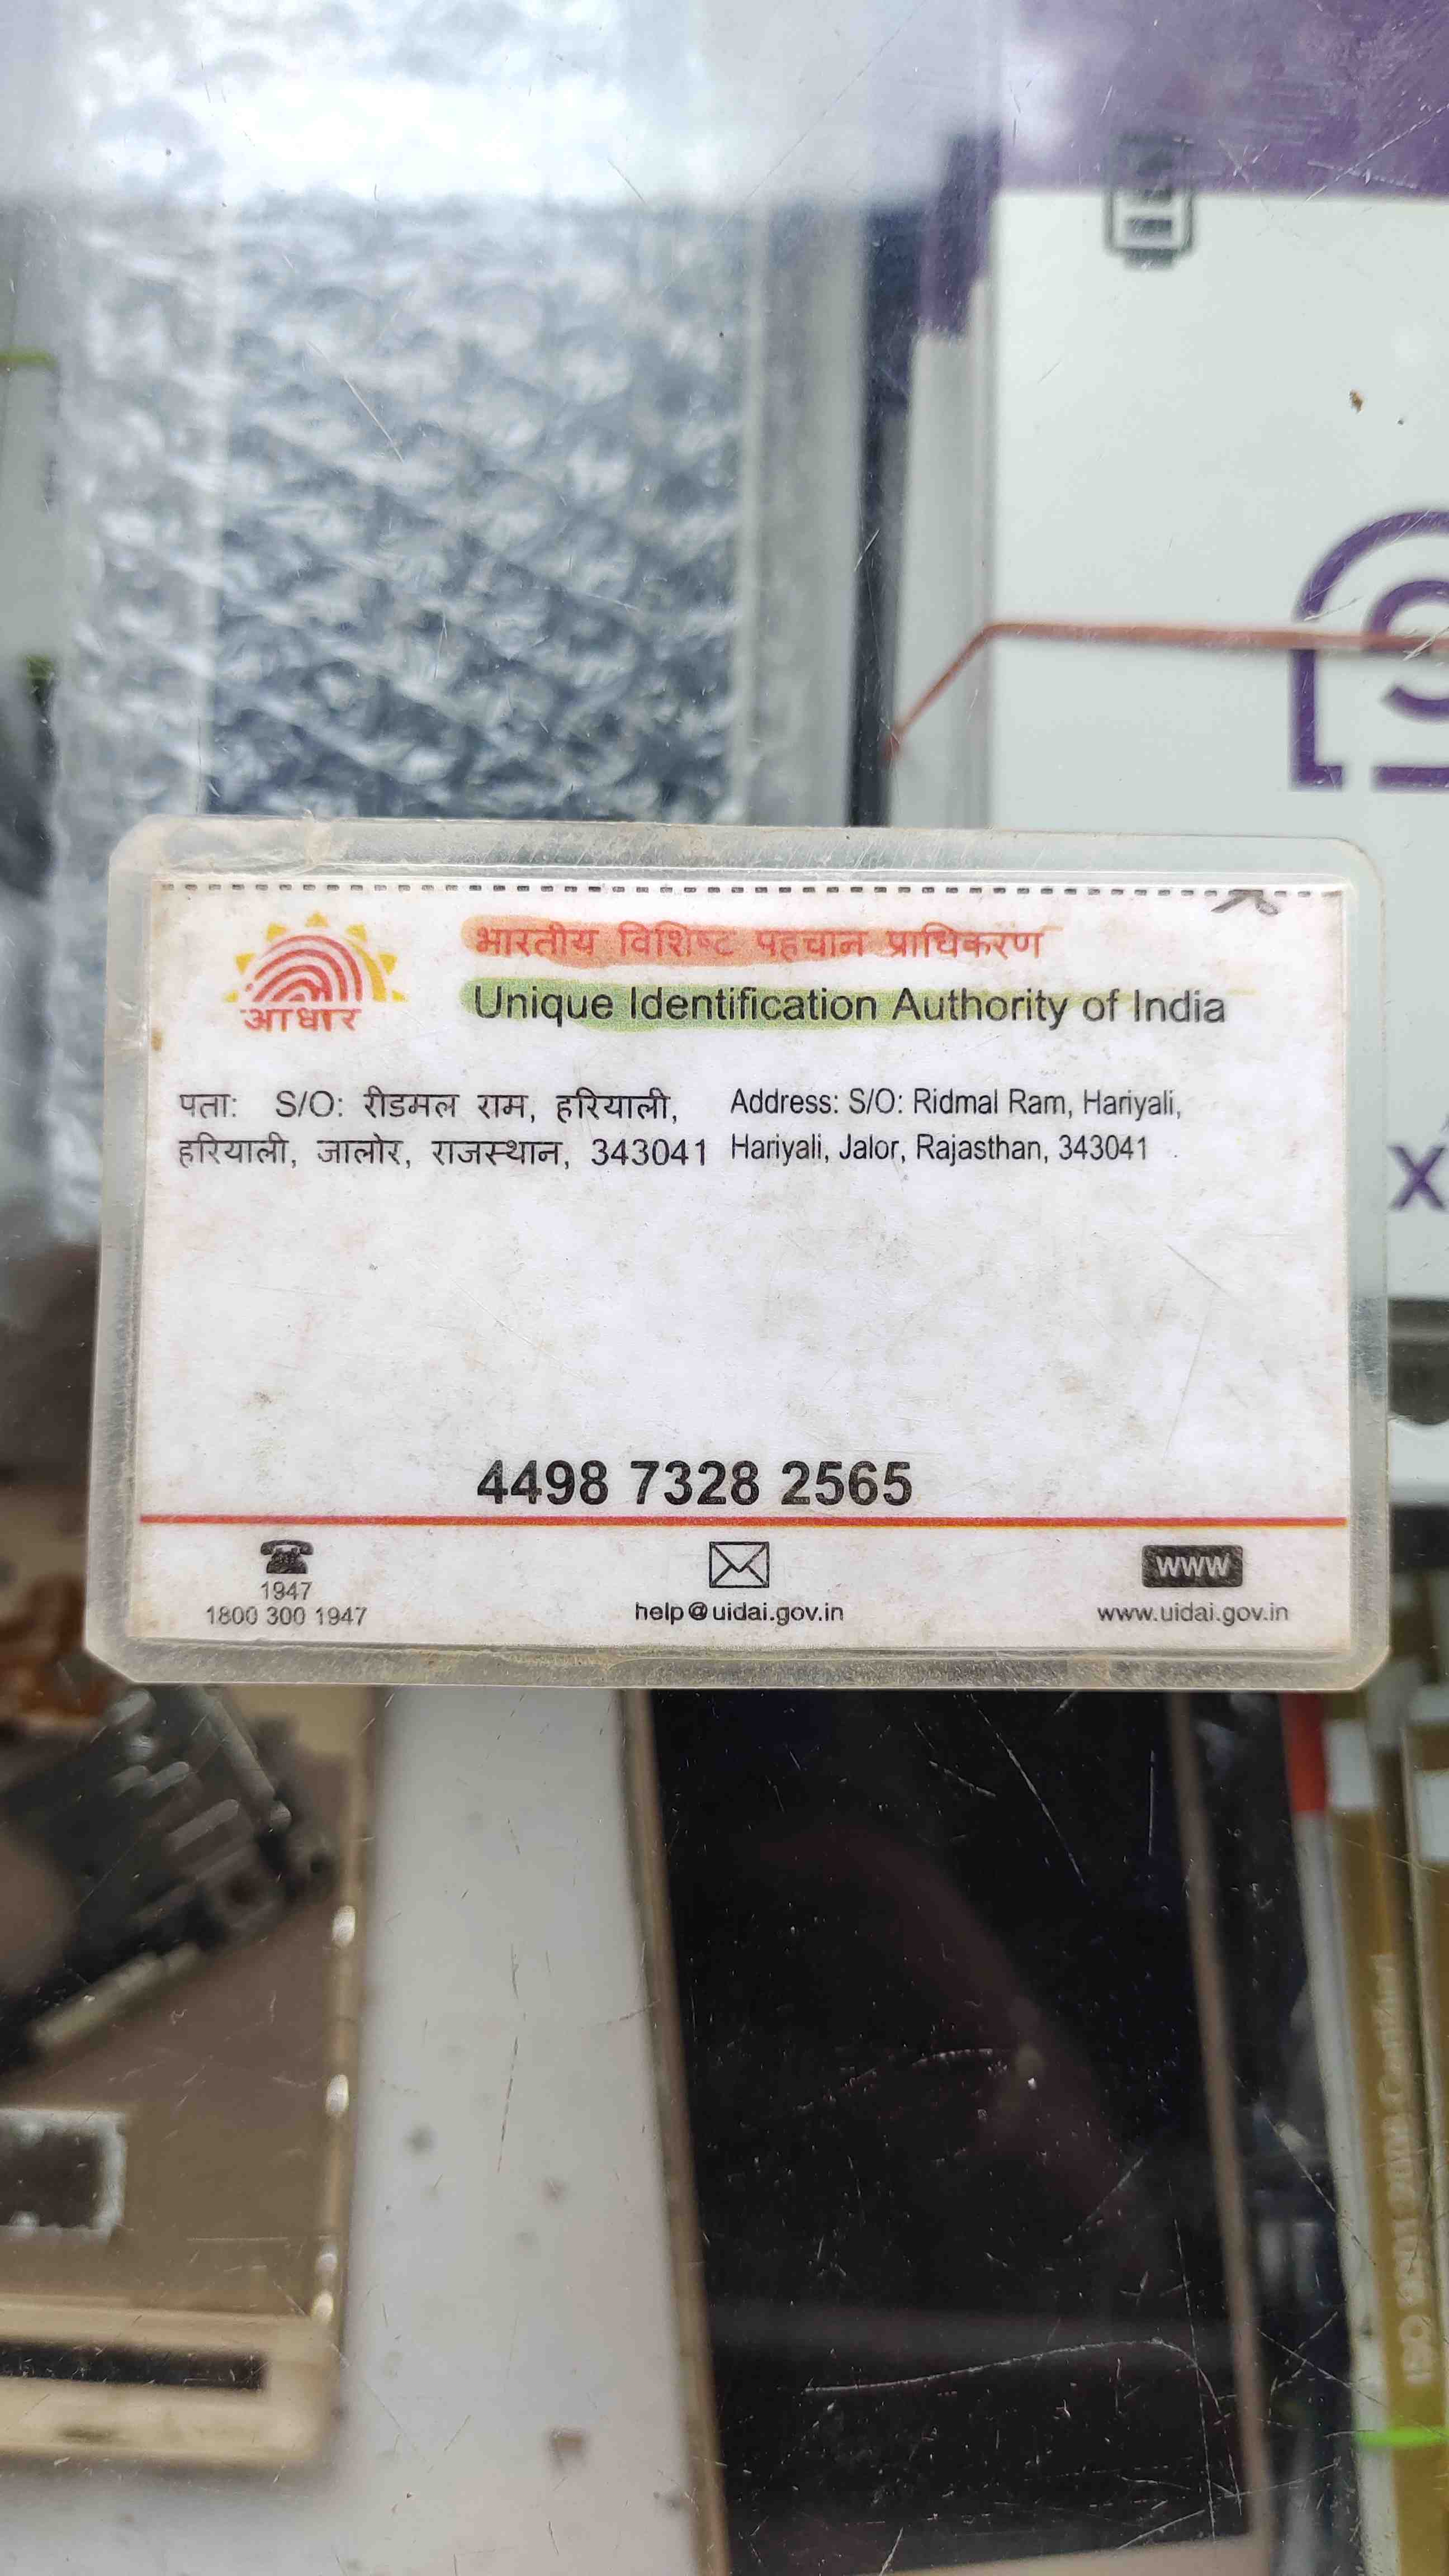 भारतीय विशिष्ट पहचान प्राधिकरण
Unique Identification Authority of India
आधार
पता: S/O: रीडमल राम, हरियाली,
हरियाली, जालोर, राजस्थान, 343041
Address: S/O: Ridmal Ram, Hariyali,
Hariyali, Jalor, Rajasthan, 343041
4498 7328 2565
1947
1800 300 1947
help@uidai.gov.in
WWW
www.uidai.gov.in
X